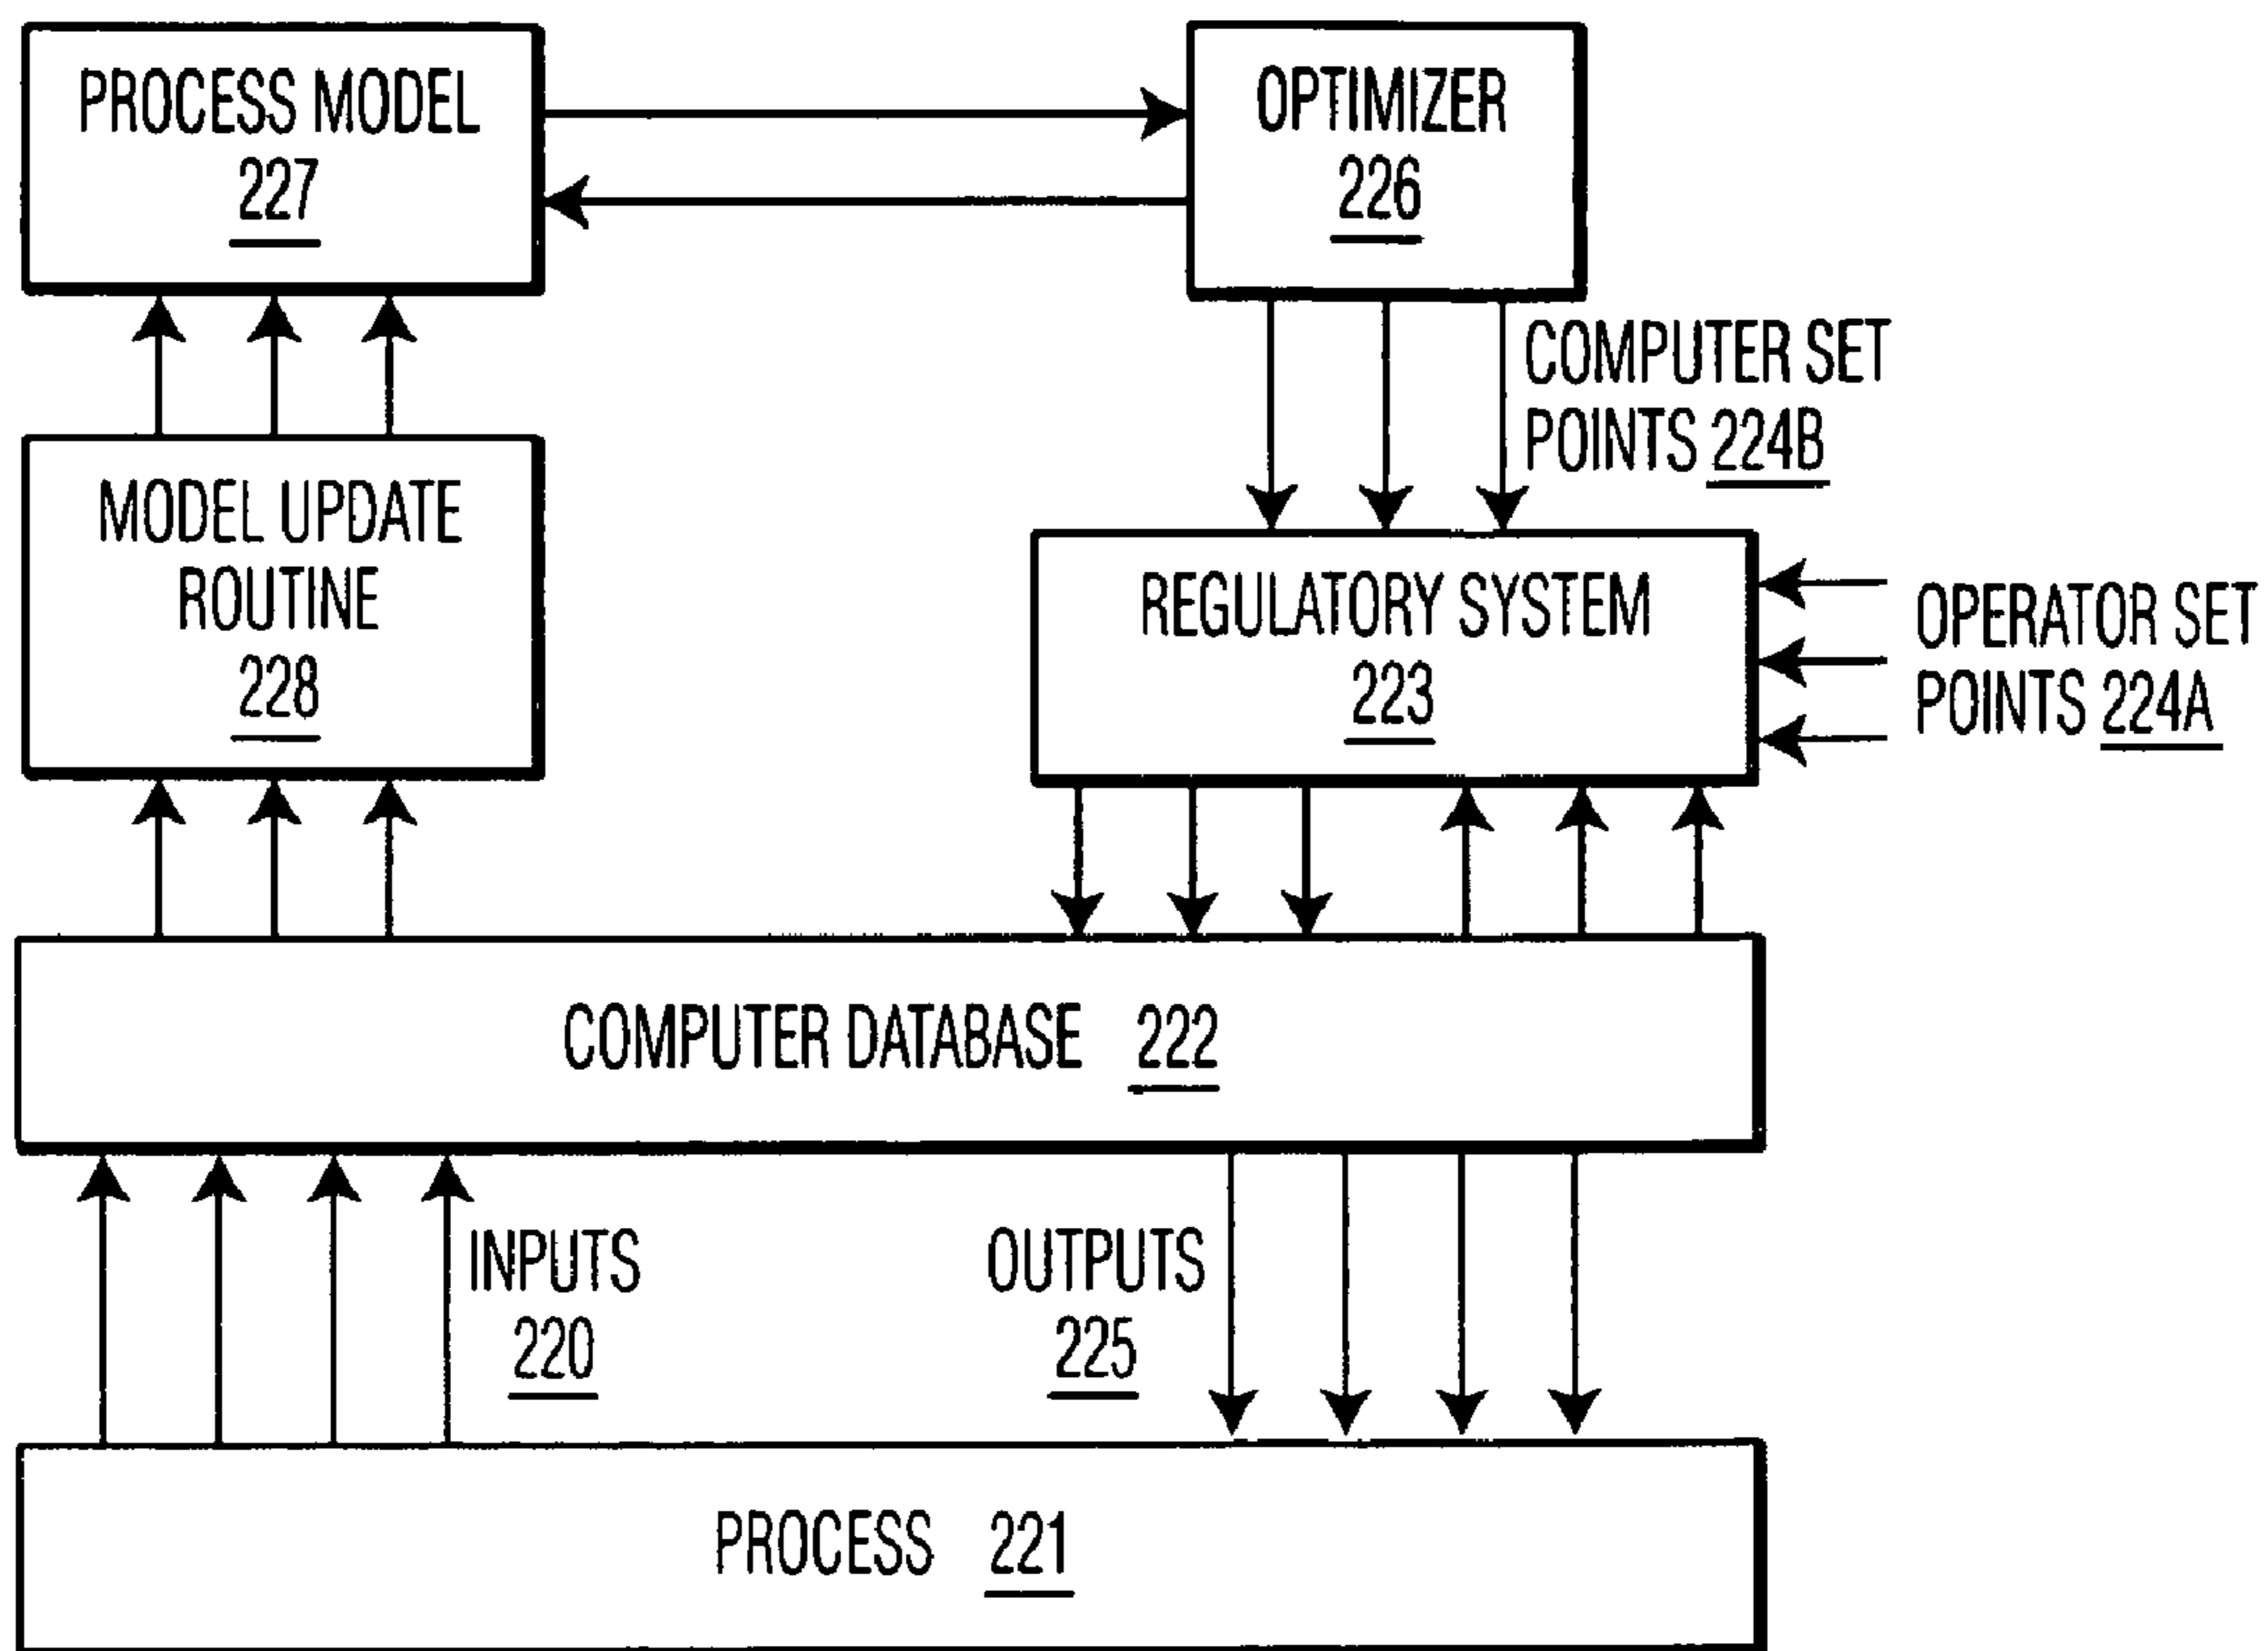 PROCESS MODEL
227
OPTIMIZER
226
COMPUTER SET
POINTS 224B
MODEL UPDATE
ROUTINE
228
REGULATORY SYSTEM
223
OPERATOR SET
POINTS 224A
COMPUTER DATABASE 222
INPUTS
220
OUTPUTS
225
PROCESS 221